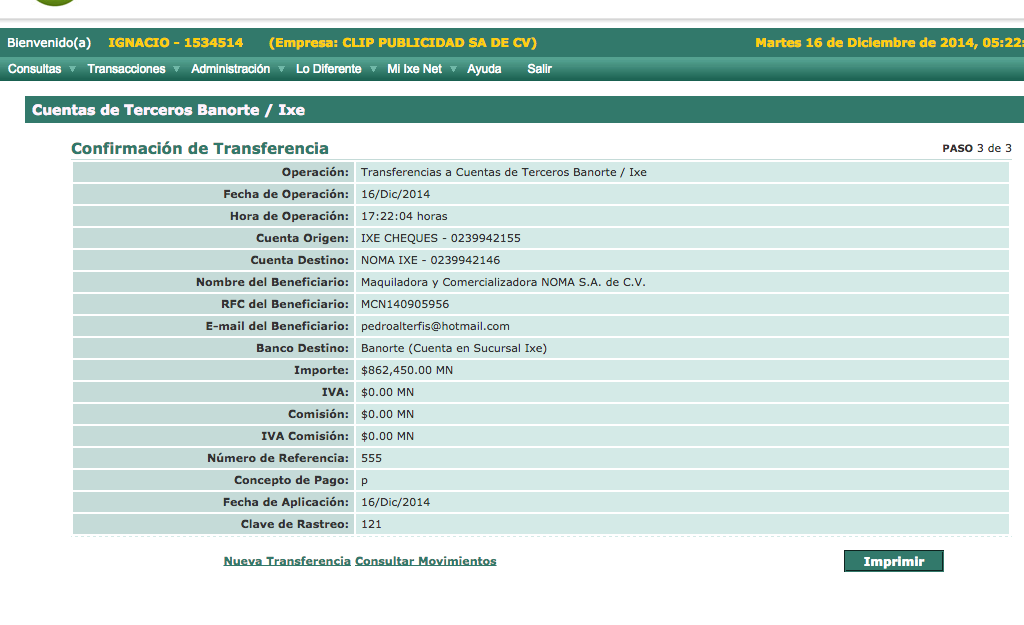 Bienvenido(a) IGNACIO - 1534514 (Empresa: CLIP PUBLICIDAD SA DE CV) Martes 16 de Diciembre de 2014, 05:22:
Consultas Transacciones Administración Lo Diferente Mi Ixe Net Ayuda Salir
Cuentas de Terceros Banorte / Ixe
Confirmación de Transferencia PASO 3 de 3
Operación: Transferencias a Cuentas de Terceros Banorte / Ixe
Fecha de Operación: 16/Dic/2014
Hora de Operación: 17:22:04 horas
Cuenta Origen: IXE CHEQUES - 0239942155
Cuenta Destino: NOMA IXE - 0239942146
Nombre del Beneficiario: Maquiladora y Comercializadora NOMA S.A. de C.V.
RFC del Beneficiario: MCN140905956
E-mail del Beneficiario: pedroalterfis@hotmail.com
Banco Destino: Banorte (Cuenta en Sucursal Ixe)
Importe: $862,450.00 MN
IVA: $0.00 MN
Comisión: $0.00 MN
IVA Comisión: $0.00 MN
Número de Referencia: 555
Concepto de Pago: p
Fecha de Aplicación: 16/Dic/2014
Clave de Rastreo: 121
Nueva Transferencia Consultar Movimientos Imprimir